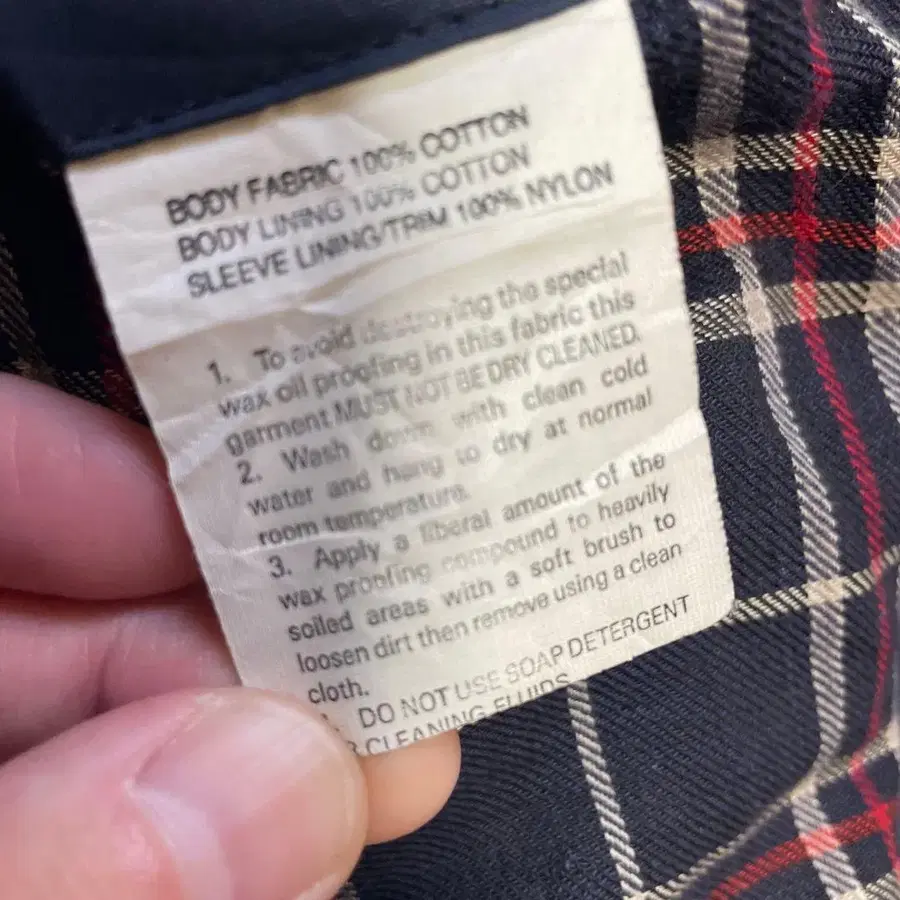 BODY FABRIC 100% COTTON
BODY LINING 100% COTTON
SLEEVE LINING/TRIM 100% NYLON
1. To avoid destroying the special
wax oil proofing in this fabric this
garment MUST NOT BE DRY CLEANED.
2. Wash down with clean cold
water and hang to dry at normal
room temperature.
3. Apply a liberal amount of the
wax proofing compound to heavily
soiled areas with a soft brush to
loosen dirt then remove using a clean
cloth.
DO NOT USE SOAP DETERGENT
CLEANING FLUIDS